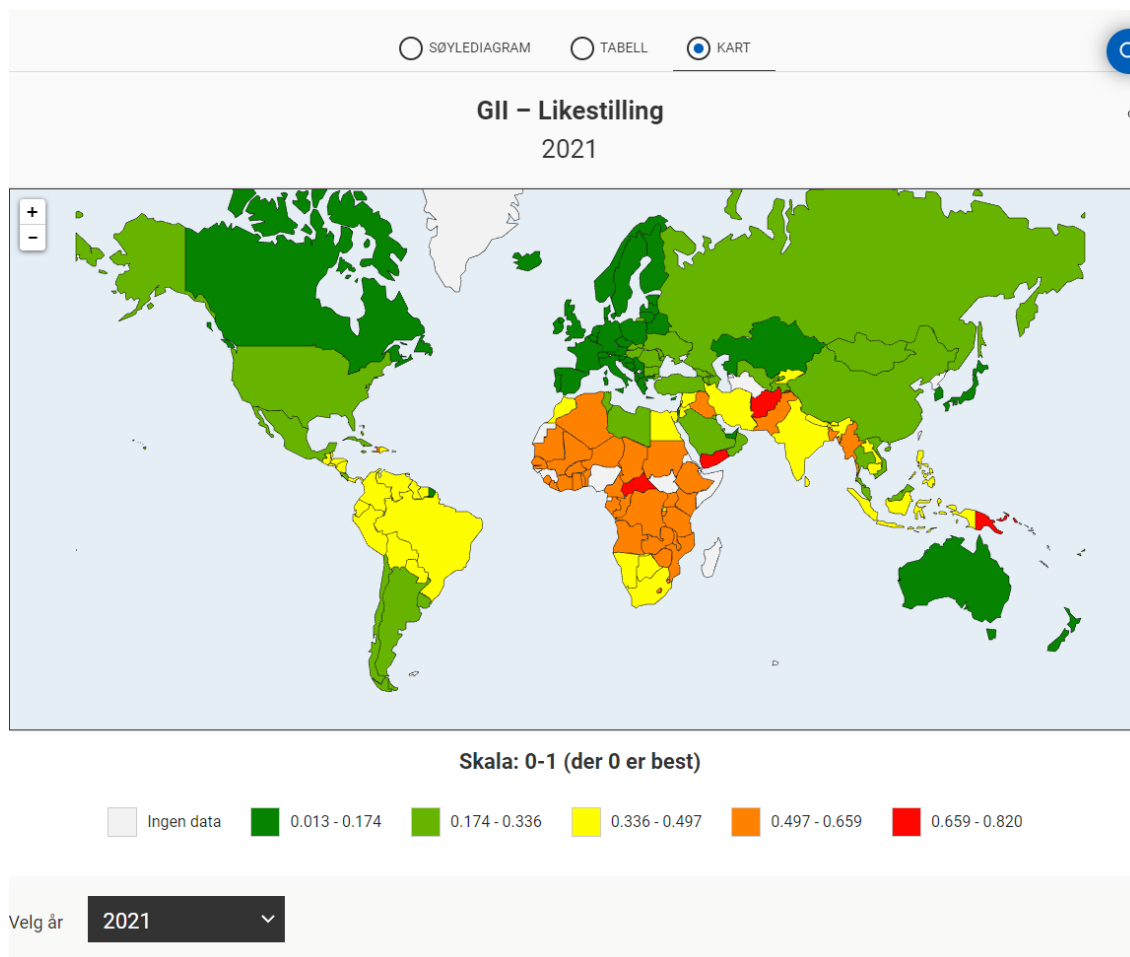 SØYLEDIAGRAM TABELL KART
GII – Likestilling
2021
+
−
Skala: 0-1 (der 0 er best)
Ingen data 0.013 - 0.174 0.174 - 0.336 0.336 - 0.497 0.497 - 0.659 0.659 - 0.820
Velg år 2021